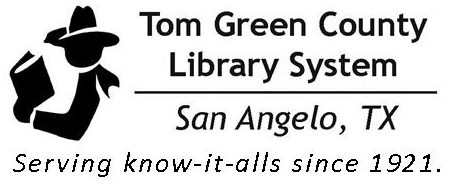 Tom Green County
Library System
San Angelo, TX
Serving know-it-alls since 1921.